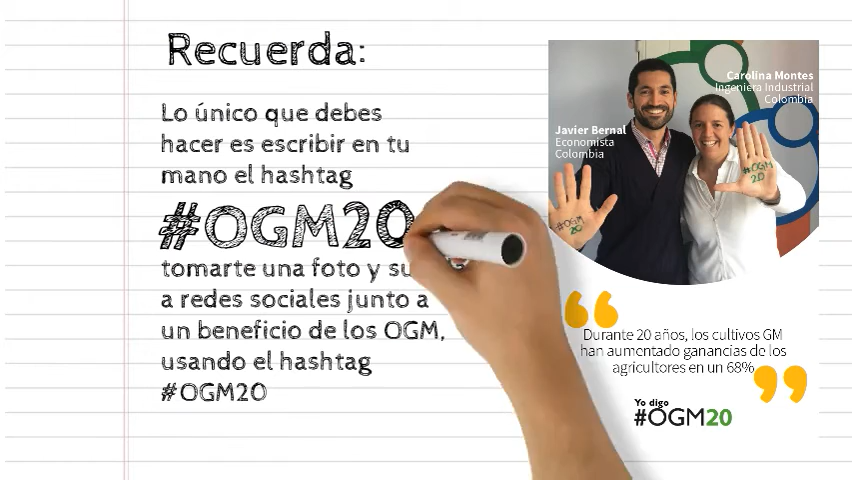 Recuerda:
Lo único que debes
hacer es escribir en tu
mano el hashtag
#OGM20
tomarte una foto y su
a redes sociales junto a
un beneficio de los OGM,
usando el hashtag
#OGM20
Carolina Montes
Ingeniera Industrial
Colombia
Javier Bernal
Economista
Colombia
#OGM
20
#OGM
20
“
Durante 20 años, los cultivos GM
han aumentado ganancias de los
agricultores en un 68%
”
Yo digo
#OGM20